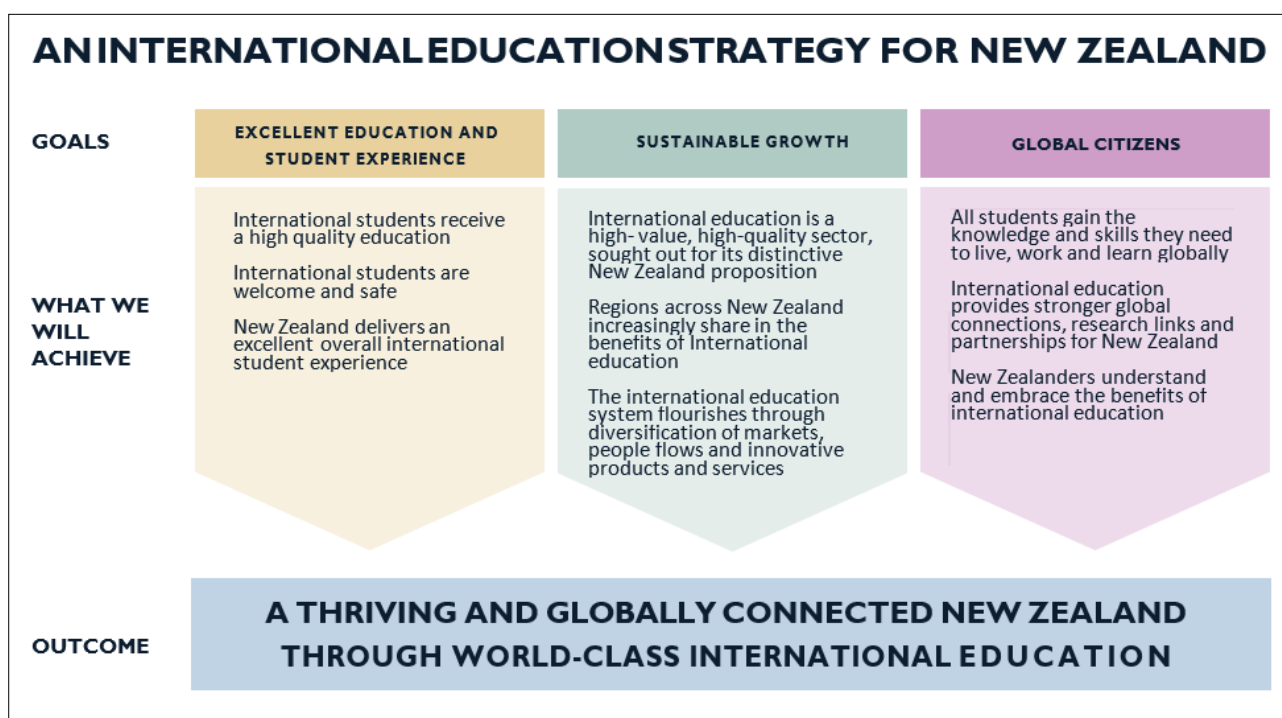 AN INTERNATIONAL EDUCATION STRATEGY FOR NEW ZEALAND
GOALS
EXCELLENT EDUCATION AND
STUDENT EXPERIENCE
SUSTAINABLE GROWTH
GLOBAL CITIZENS
WHAT WE
WILL
ACHIEVE
International students receive
a high quality education
International students are
welcome and safe
New Zealand delivers an
excellent overall international
student experience
International education is a
high- value, high-quality sector,
sought out for its distinctive
New Zealand proposition
Regions across New Zealand
increasingly share in the
benefits of international
education
The international education
system flourishes through
diversification of markets,
people flows and innovative
products and services
All students gain the
knowledge and skills they need
to live, work and learn globally
International education
provides stronger global
connections, research links and
partnerships for New Zealand
New Zealanders understand
and embrace the benefits of
international education
OUTCOME
A THRIVING AND GLOBALLY CONNECTED NEW ZEALAND
THROUGH WORLD-CLASS INTERNATIONAL EDUCATION